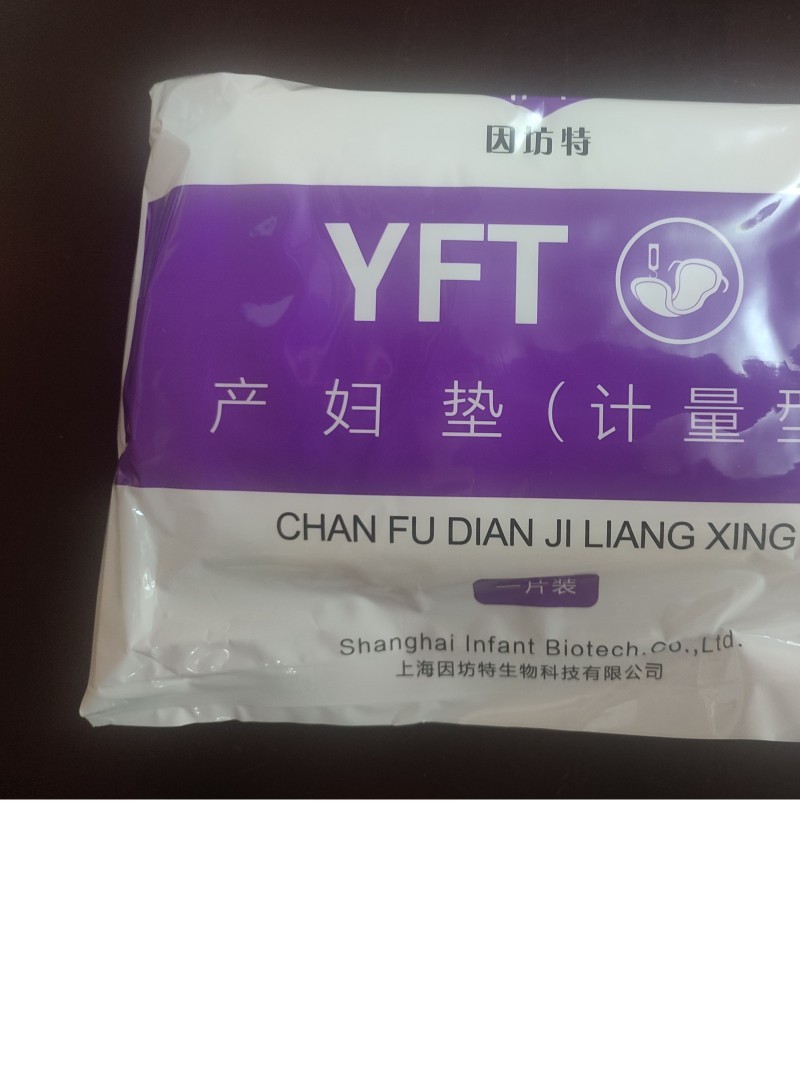 因坊特
YFT
产妇垫（计量型
CHAN FU DIAN JI LIANG XING
一片装
Shanghai Infant Biotech.co.,Ltd.
上海因坊特生物科技有限公司